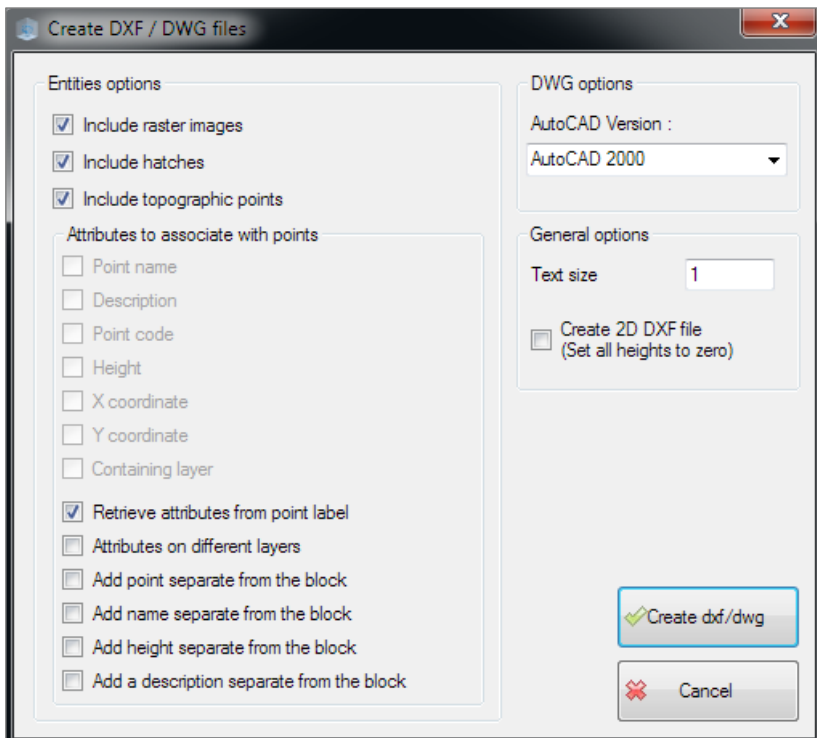 Create DXF / DWG files
Entities options
Include raster images
Include hatches
Include topographic points
Attributes to associate with points
Point name
Description
Point code
Height
X coordinate
Y coordinate
Containing layer
Retrieve attributes from point label
Attributes on different layers
Add point separate from the block
Add name separate from the block
Add height separate from the block
Add a description separate from the block
DWG options
AutoCAD Version :
AutoCAD 2000
General options
Text size 1
Create 2D DXF file
(Set all heights to zero)
Create dxf/dwg
Cancel